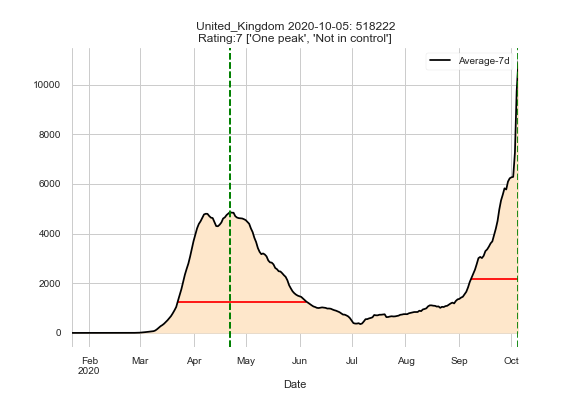 United_Kingdom 2020-10-05: 518222
Rating:7 ['One peak', 'Not in control']
Average-7d
10000
8000
6000
4000
2000
0
Feb Mar Apr May Jun Jul Aug Sep Oct
2020
Date